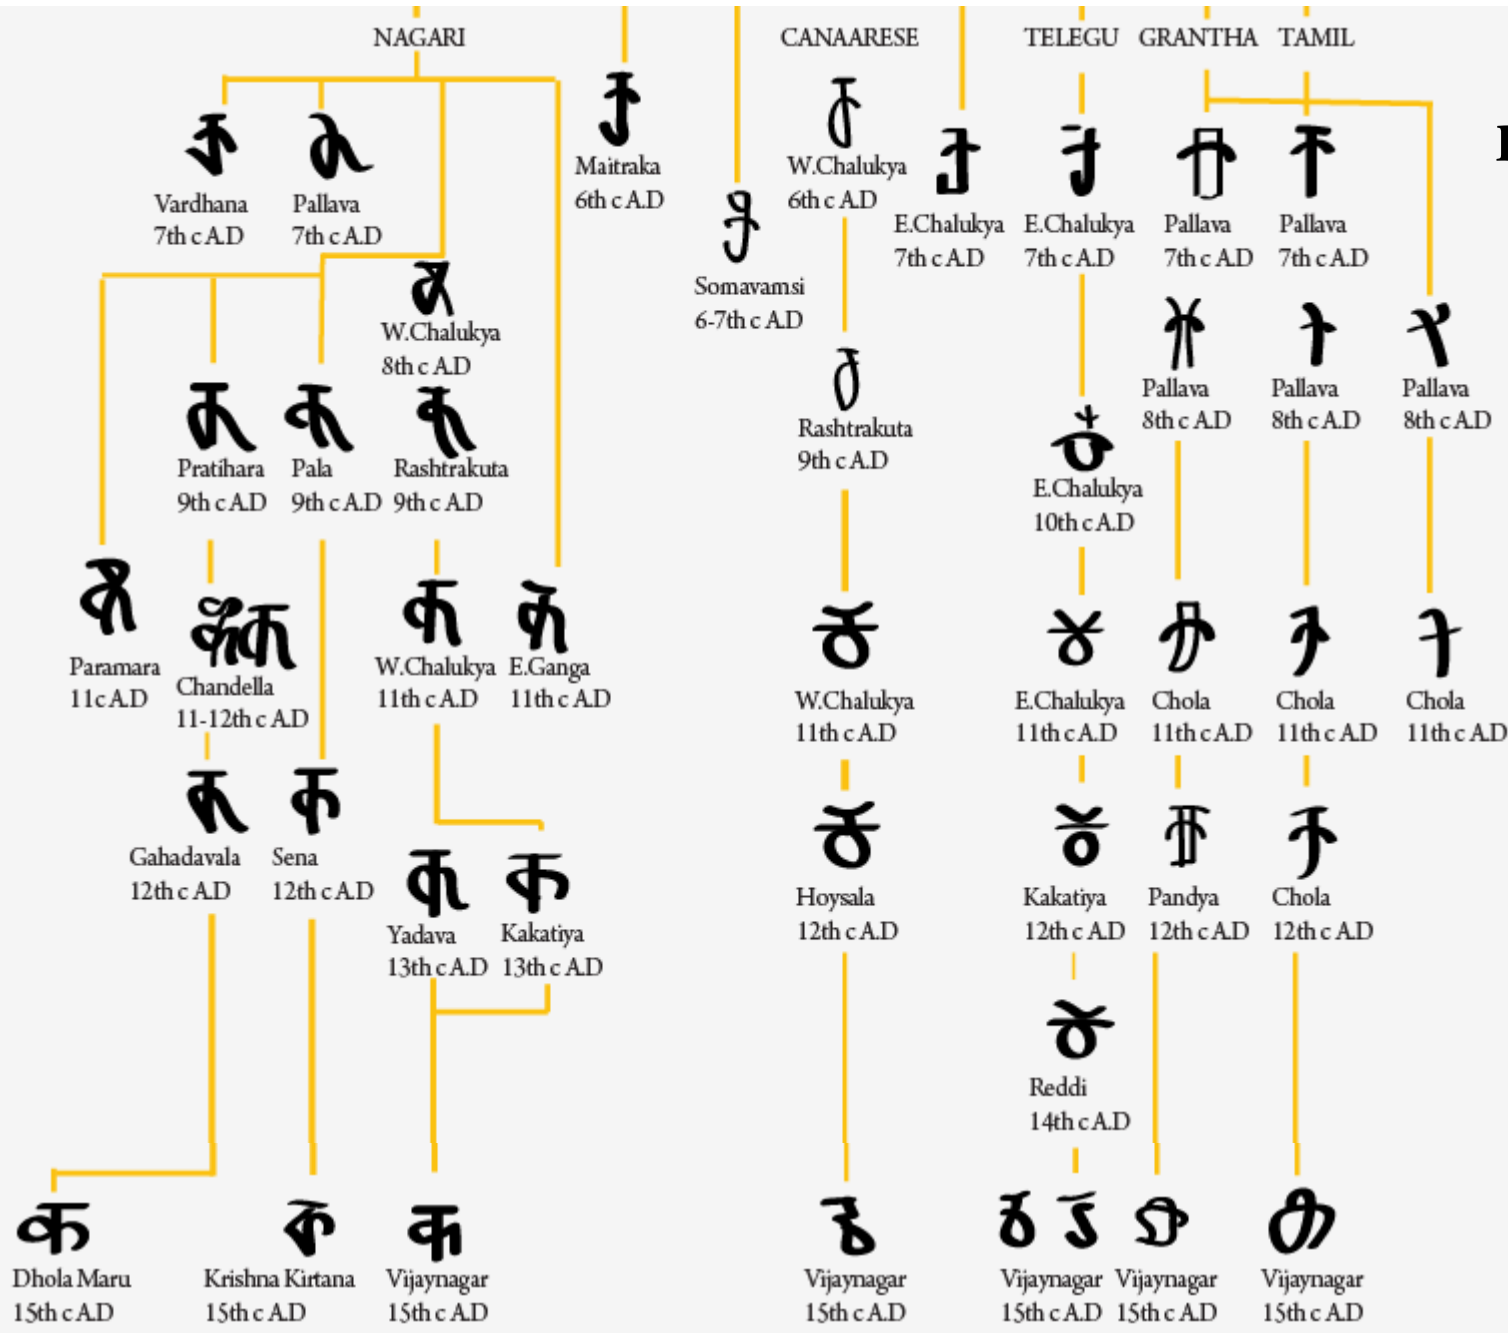 NAGARI
CANAARESE
TELEGU
GRANTHA
TAMIL
Vardhana
7th c A.D
Pallava
7th c A.D
Maitraka
6th c A.D
W.Chalukya
6th c A.D
Somavamsi
6-7th c A.D
E.Chalukya
7th c A.D
E.Chalukya
7th c A.D
Pallava
7th c A.D
Pallava
7th c A.D
W.Chalukya
8th c A.D
Pallava
8th c A.D
Pallava
8th c A.D
Pallava
8th c A.D
Pratihara
9th c A.D
Pala
9th c A.D
Rashtrakuta
9th c A.D
Rashtrakuta
9th c A.D
E.Chalukya
10th c A.D
Paramara
11c A.D
Chandella
11-12th c A.D
W.Chalukya
11th c A.D
E.Ganga
11th c A.D
W.Chalukya
11th c A.D
E.Chalukya
11th c A.D
Chola
11th c A.D
Chola
11th c A.D
Chola
11th c A.D
Gahadavala
12th c A.D
Sena
12th c A.D
Yadava
13th c A.D
Kakatiya
13th c A.D
Hoysala
12th c A.D
Kakatiya
12th c A.D
Pandya
12th c A.D
Chola
12th c A.D
Reddi
14th c A.D
क
Dhola Maru
15th c A.D
Krishna Kirtana
15th c A.D
Vijaynagar
15th c A.D
Vijaynagar
15th c A.D
Vijaynagar
15th c A.D
Vijaynagar
15th c A.D
Vijaynagar
15th c A.D